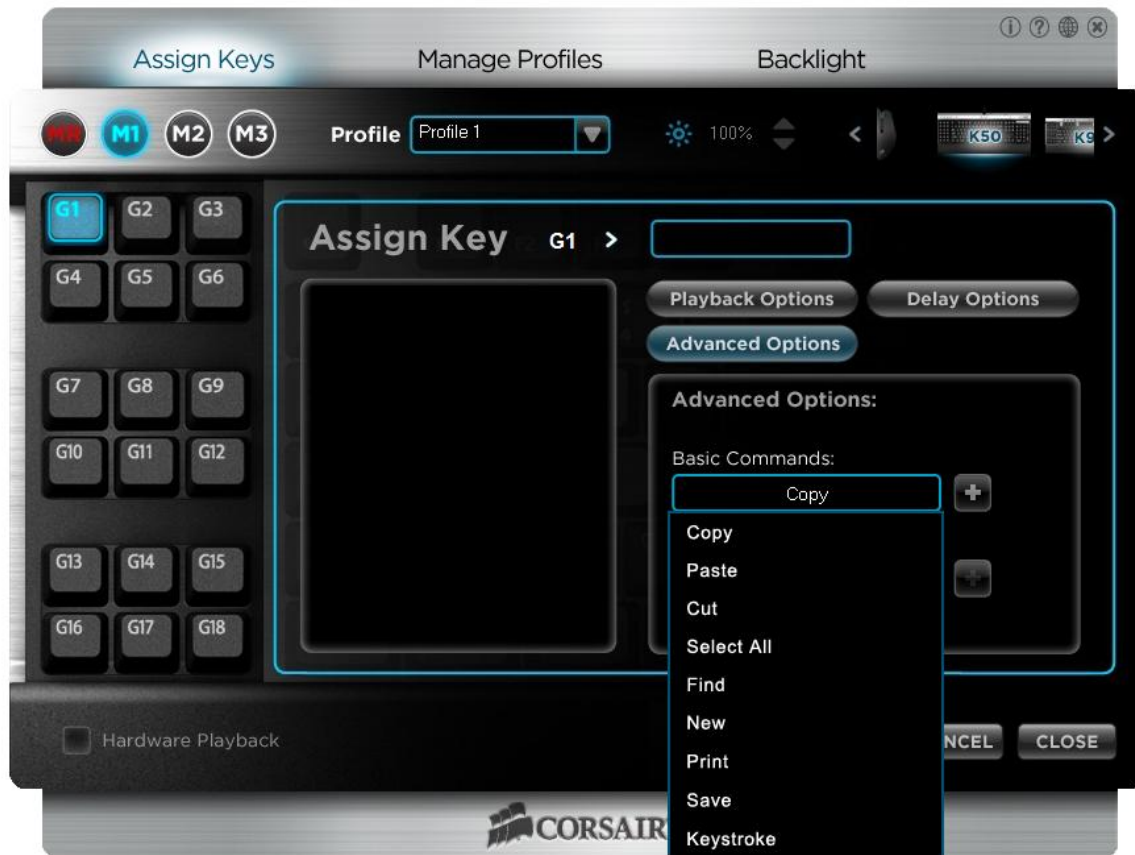 Assign Keys
Manage Profiles
Backlight
MR M1 M2 M3
Profile
Profile 1
100%
K50
K9
G1 G2 G3
G4 G5 G6
G7 G8 G9
G10 G11 G12
G13 G14 G15
G16 G17 G18
Assign Key G1 >
Playback Options
Delay Options
Advanced Options
Advanced Options:
Basic Commands:
Copy
Copy
Paste
Cut
Select All
Find
New
Print
Save
Keystroke
Hardware Playback
NCEL
CLOSE
CORSAIR